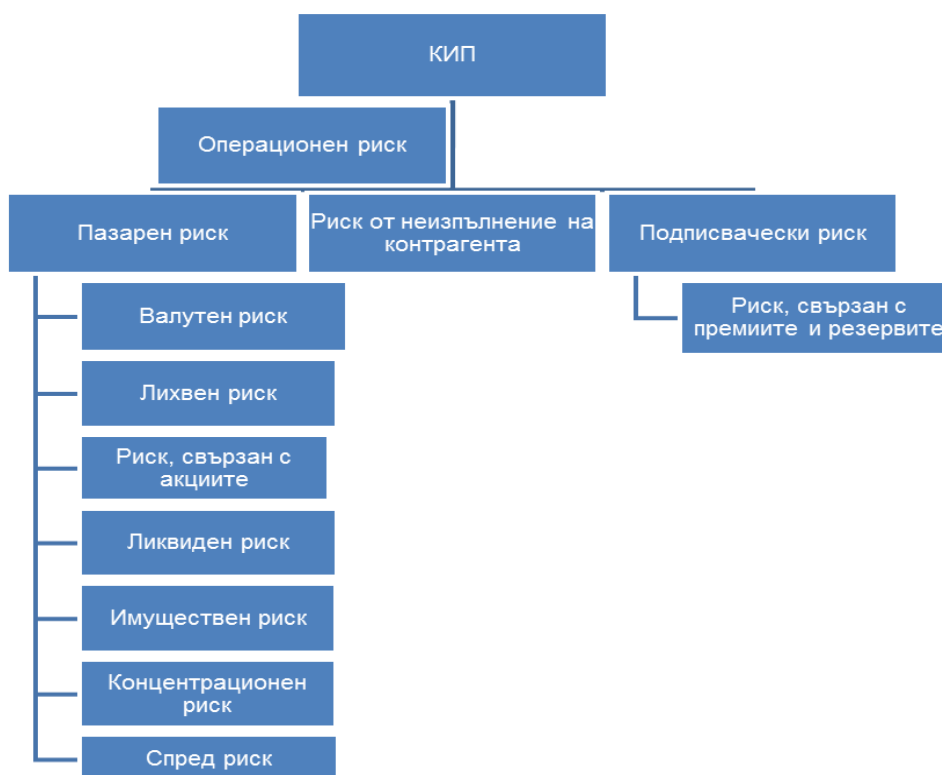 КИП
Операционен риск
Пазарен риск
Риск от неизпълнение на
контрагента
Подписвачески риск
Валутен риск
Риск, свързан с
премиите и резервите
Лихвен риск
Риск, свързан с
акциите
Ликвиден риск
Имуществен риск
Концентрационен
риск
Спред риск